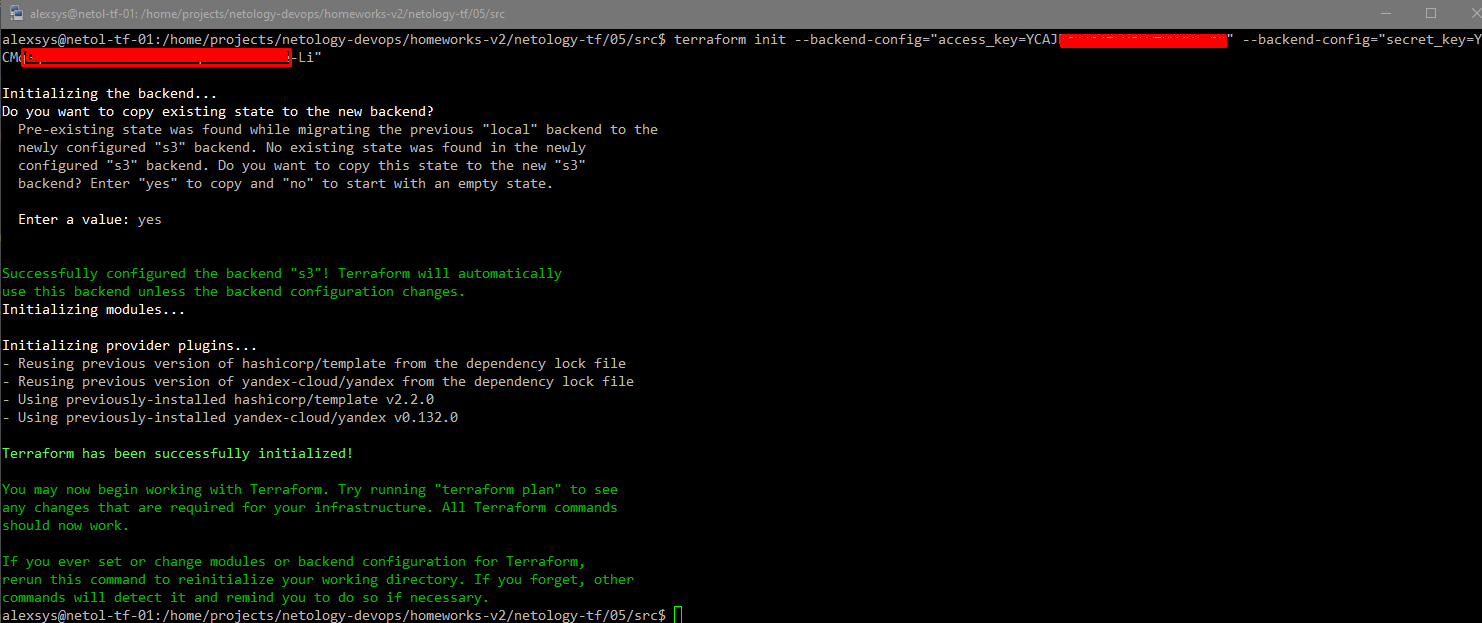 alexsys@netol-tf-01: /home/projects/netology-devops/homeworks-v2/netology-tf/05/src
alexsys@netol-tf-01:/home/projects/netology-devops/homeworks-v2/netology-tf/05/src$ terraform init --backend-config="access_key=YCAJ " --backend-config="secret_key=Y
CM -Li"
Initializing the backend...
Do you want to copy existing state to the new backend?
Pre-existing state was found while migrating the previous "local" backend to the
newly configured "s3" backend. No existing state was found in the newly
configured "s3" backend. Do you want to copy this state to the new "s3"
backend? Enter "yes" to copy and "no" to start with an empty state.
Enter a value: yes
Successfully configured the backend "s3"! Terraform will automatically
use this backend unless the backend configuration changes.
Initializing modules...
Initializing provider plugins...
- Reusing previous version of hashicorp/template from the dependency lock file
- Reusing previous version of yandex-cloud/yandex from the dependency lock file
- Using previously-installed hashicorp/template v2.2.0
- Using previously-installed yandex-cloud/yandex v0.132.0
Terraform has been successfully initialized!
You may now begin working with Terraform. Try running "terraform plan" to see
any changes that are required for your infrastructure. All Terraform commands
should now work.
If you ever set or change modules or backend configuration for Terraform,
rerun this command to reinitialize your working directory. If you forget, other
commands will detect it and remind you to do so if necessary.
alexsys@netol-tf-01:/home/projects/netology-devops/homeworks-v2/netology-tf/05/src$